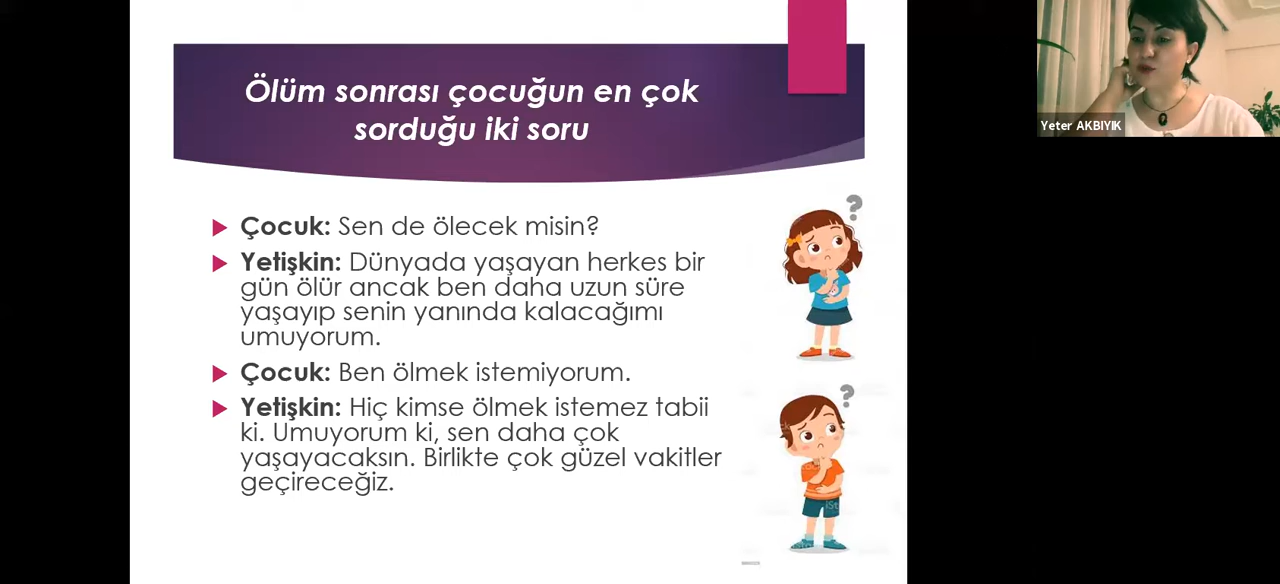 Ölüm sonrası çocuğun en çok
sorduğu iki soru
Çocuk: Sen de ölecek misin?
Yetişkin: Dünyada yaşayan herkes bir
gün ölür ancak ben daha uzun süre
yaşayıp senin yanında kalacağımı
umuyorum.
Çocuk: Ben ölmek istemiyorum.
Yetişkin: Hiç kimse ölmek istemez tabii
ki. Umuyorum ki, sen daha çok
yaşayacaksın. Birlikte çok güzel vakitler
geçireceğiz.
Yeter AKBIYIK